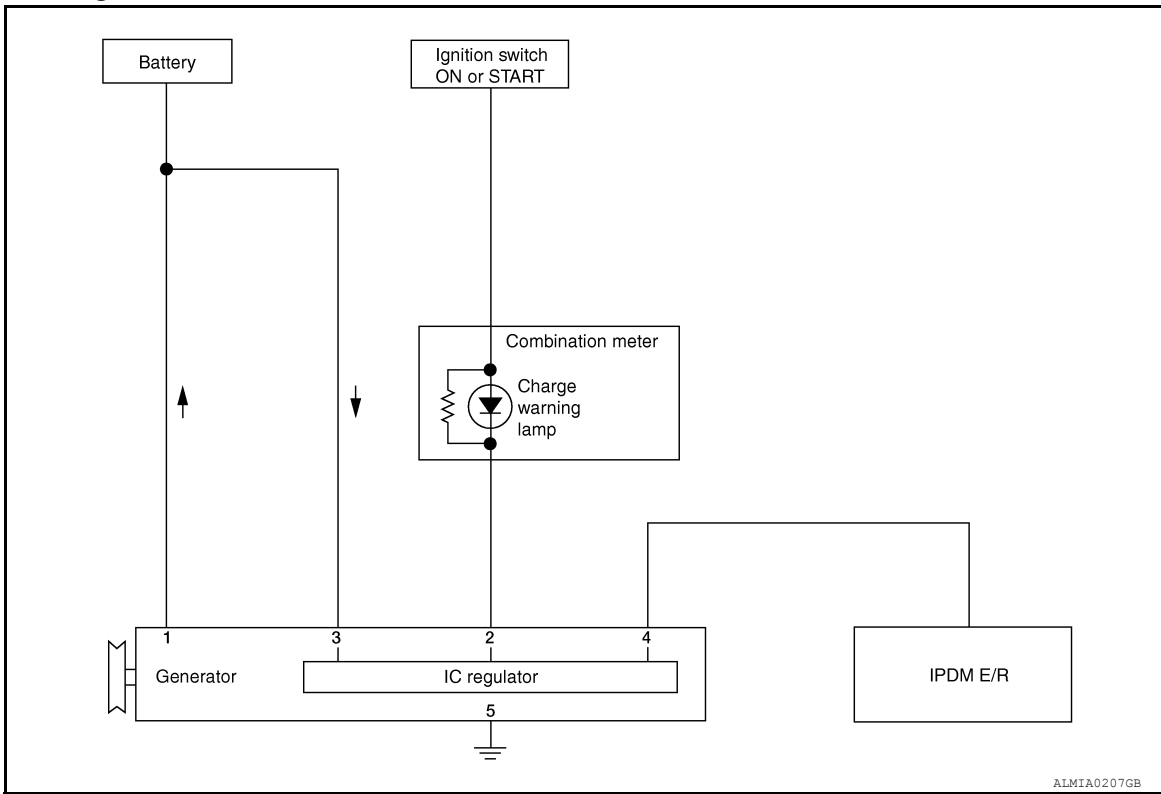 Battery
Ignition switch
ON or START
Combination meter
Charge
warning
lamp
1
3
2
4
Generator
IC regulator
IPDM E/R
5
ALMIA0207GB